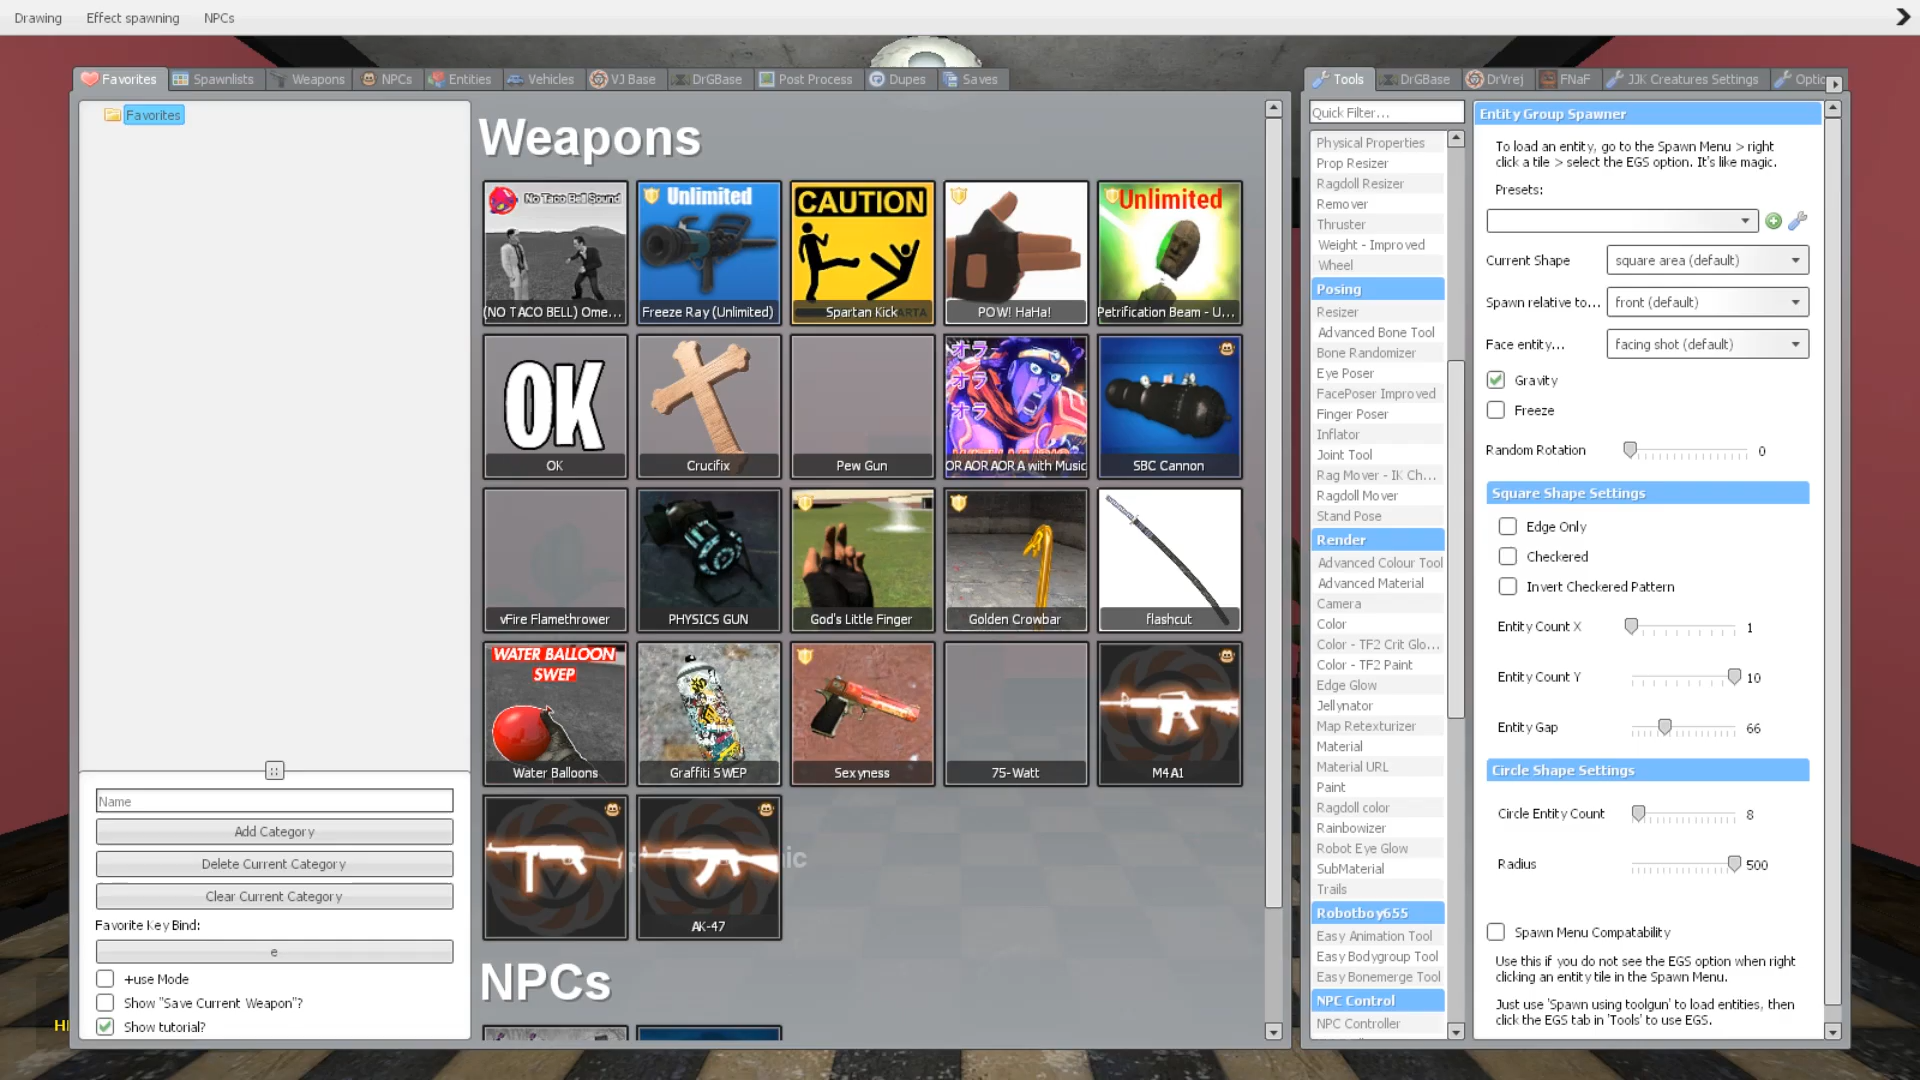 Drawing Effect spawning NPCs
Favorites Spawnlists Weapons NPCs Entities Vehicles VJ Base DrGBase Post Process Dupes Saves
Favorites
Weapons
No Taco Bell Sound
(NO TACO BELL) Ome...
Unlimited
Freeze Ray (Unlimited)
CAUTION
Spartan Kick
POW! HaHa!
Unlimited
Petrification Beam - U...
OK
OK
Crucifix
Pew Gun
オラ
オラ
オラ
ORAORAORA with Music
SBC Cannon
vFire Flamethrower
PHYSICS GUN
God's Little Finger
Golden Crowbar
flashcut
WATER BALLOON
SWEP
Water Balloons
Graffiti SWEP
Sexyness
75-Watt
M4A1
AK-47
NPCs
Name
Add Category
Delete Current Category
Clear Current Category
Favorite Key Bind:
e
+use Mode
Show "Save Current Weapon"?
Show tutorial?
Tools DrGBase DrVrej FNaF JJK Creatures Settings Optic
Quick Filter...
Physical Properties
Prop Resizer
Ragdoll Resizer
Remover
Thruster
Weight - Improved
Wheel
Posing
Resizer
Advanced Bone Tool
Bone Randomizer
Eye Poser
FacePoser Improved
Finger Poser
Inflator
Joint Tool
Rag Mover - IK Ch...
Ragdoll Mover
Stand Pose
Render
Advanced Colour Tool
Advanced Material
Camera
Color
Color - TF2 Crit Glo...
Color - TF2 Paint
Edge Glow
Jellynator
Map Retexturizer
Material
Material URL
Paint
Ragdoll color
Rainbowizer
Robot Eye Glow
SubMaterial
Trails
Robotboy655
Easy Animation Tool
Easy Bodygroup Tool
Easy Bonemerge Tool
NPC Control
NPC Controller
Entity Group Spawner
To load an entity, go to the Spawn Menu > right
click a tile > select the EGS option. It's like magic.
Presets:
Current Shape square area (default)
Spawn relative to... front (default)
Face entity... facing shot (default)
Gravity
Freeze
Random Rotation 0
Square Shape Settings
Edge Only
Checkered
Invert Checkered Pattern
Entity Count X 1
Entity Count Y 10
Entity Gap 66
Circle Shape Settings
Circle Entity Count 8
Radius 500
Spawn Menu Compatability
Use this if you do not see the EGS option when right
clicking an entity tile in the Spawn Menu.
Just use 'Spawn using toolgun' to load entities, then
click the EGS tab in 'Tools' to use EGS.